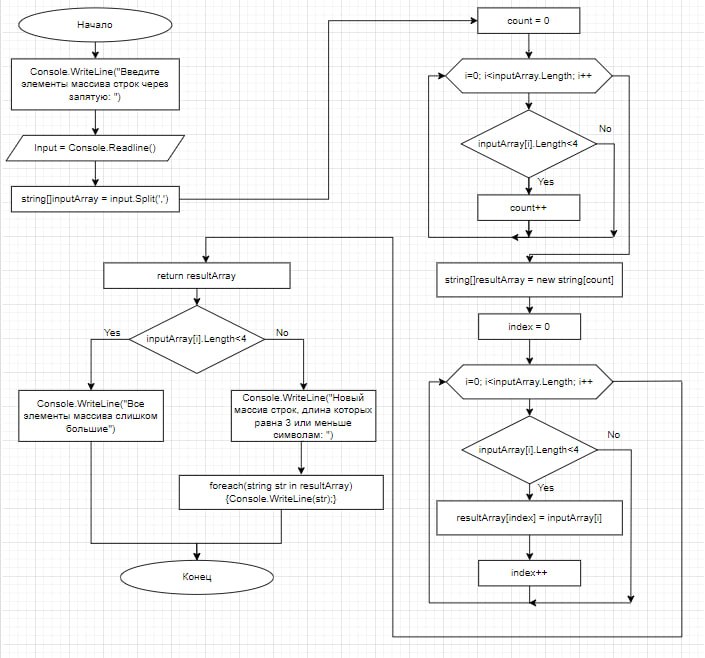 Начало
Console.WriteLine("Введите
элементы массива строк через
запятую: ")
Input = Console.Readline()
string[]inputArray = input.Split(',')
count = 0
i=0; i<inputArray.Length; i++
inputArray[i].Length<4
No
Yes
count++
string[]resultArray = new string[count]
index = 0
i=0; i<inputArray.Length; i++
inputArray[i].Length<4
No
Yes
resultArray[index] = inputArray[i]
index++
return resultArray
inputArray[i].Length<4
Yes
No
Console.WriteLine("Все
элементы массива слишком
большие")
Console.WriteLine("Новый
массив строк, длина которых
равна 3 или меньше
символам: ")
foreach(string str in resultArray)
{Console.WriteLine(str);}
Конец